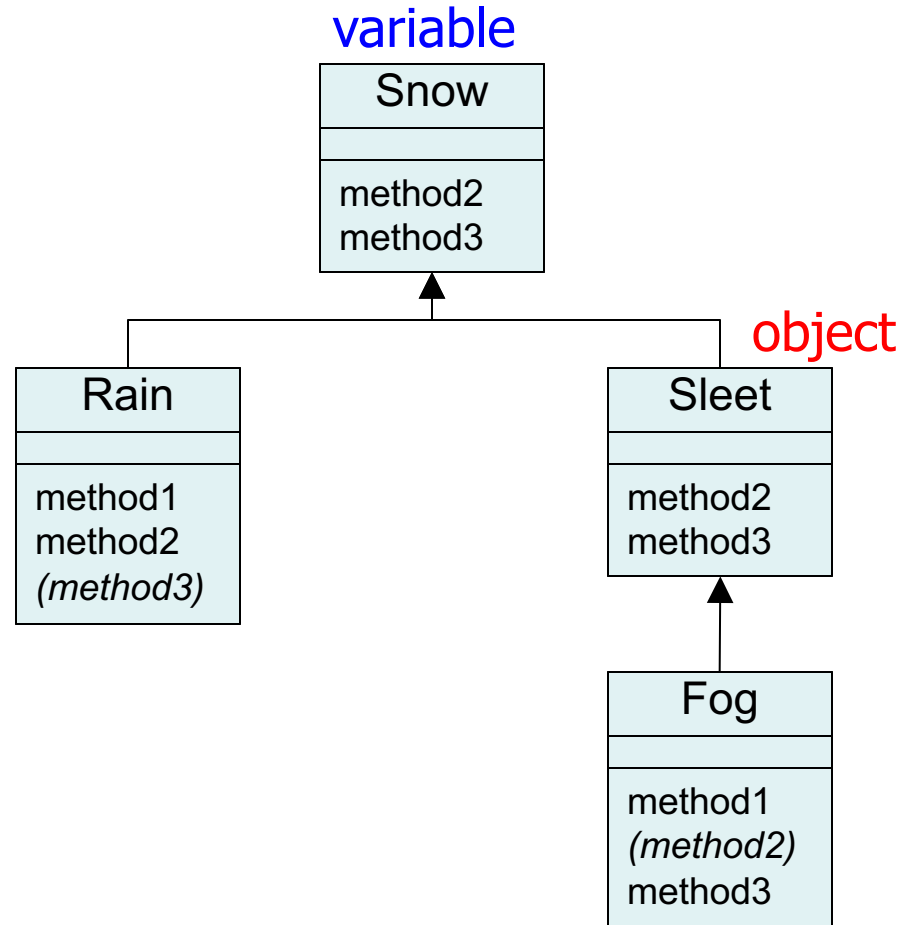 variable
Snow
method2
method3
object
Rain
method1
method2
(method3)
Sleet
method2
method3
Fog
method1
(method2)
method3